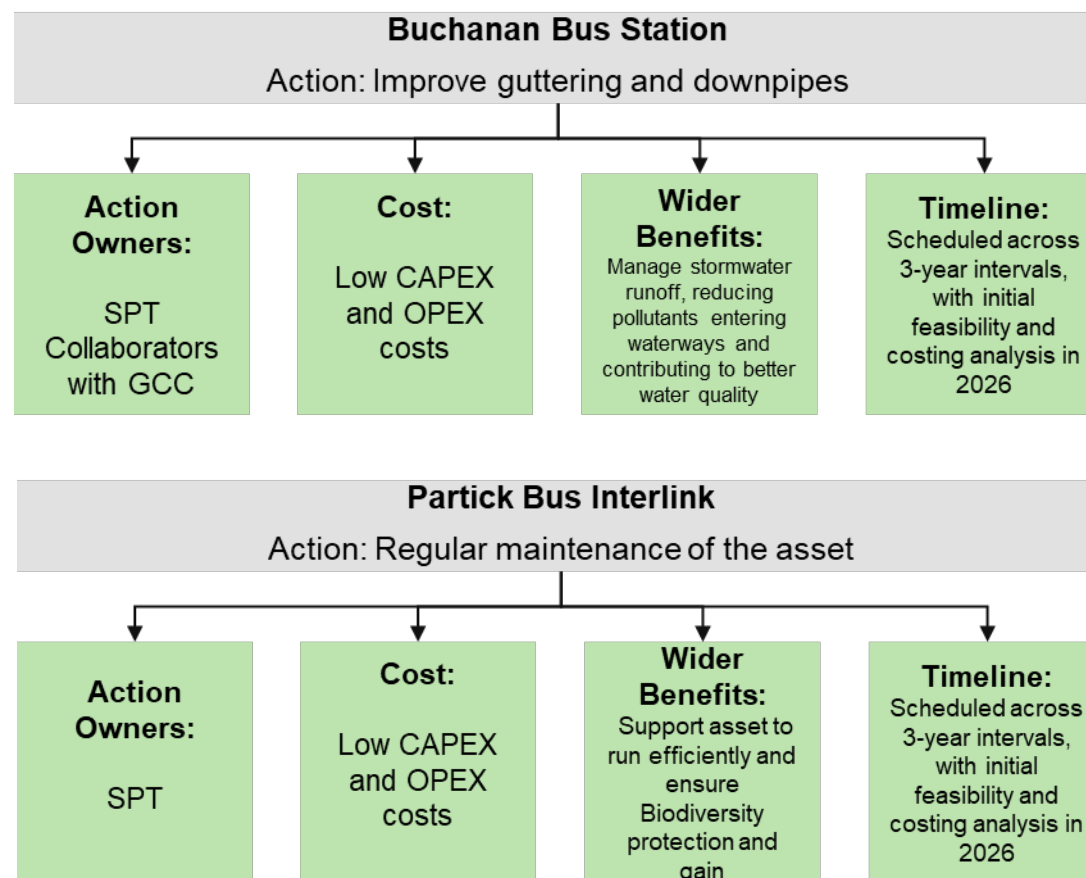 Buchanan Bus Station
Action: Improve guttering and downpipes
Action
Owners:
SPT
Collaborators
with GCC
Cost:
Low CAPEX
and OPEX
costs
Wider
Benefits:
Manage stormwater
runoff, reducing
pollutants entering
waterways and
contributing to better
water quality
Timeline:
Scheduled across
3-year intervals,
with initial
feasibility and
costing analysis in
2026
Partick Bus Interlink
Action: Regular maintenance of the asset
Action
Owners:
SPT
Cost:
Low CAPEX
and OPEX
costs
Wider
Benefits:
Support asset to
run efficiently and
ensure
Biodiversity
protection and
gain
Timeline:
Scheduled across
3-year intervals,
with initial
feasibility and
costing analysis in
2026